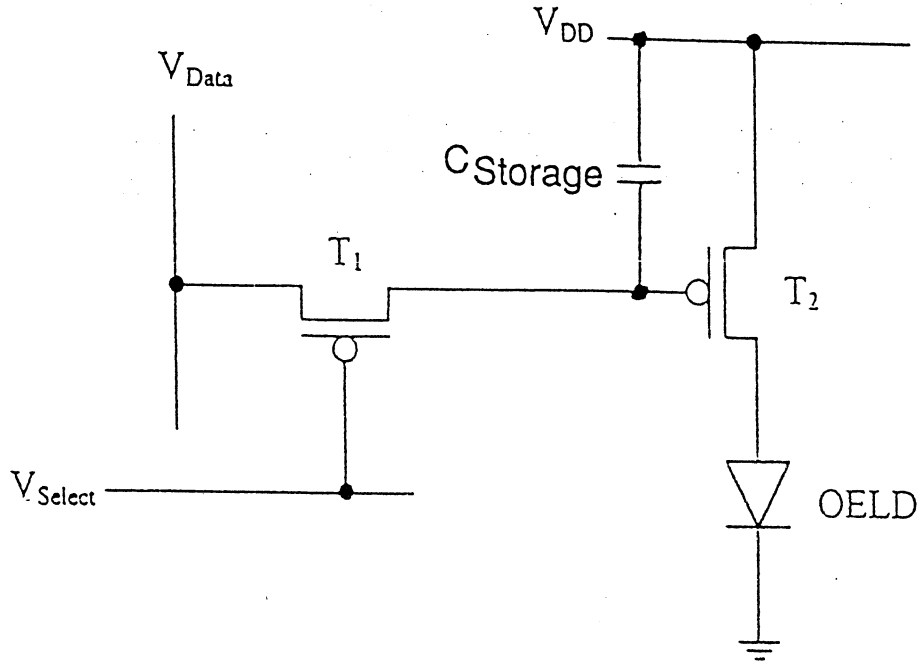 V_DD
V_Data
C_Storage
T_1
T_2
V_Select
OELD